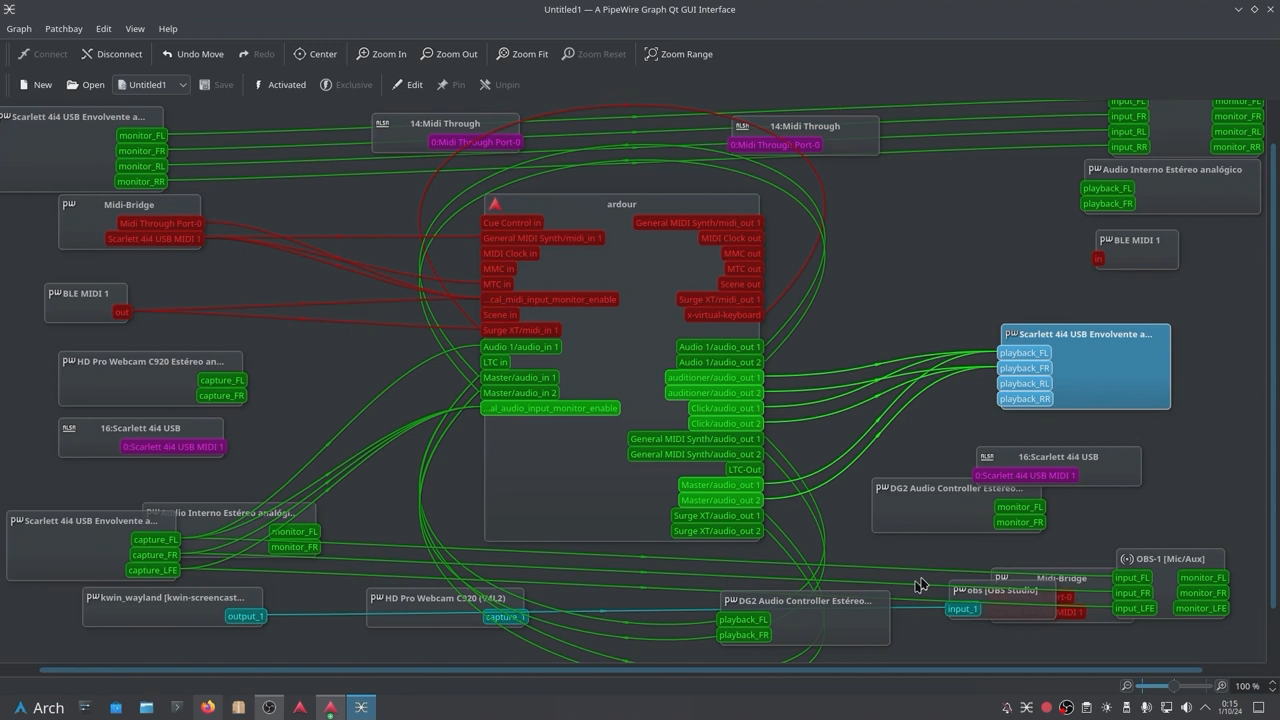 Untitled1 — A PipeWire Graph Qt GUI Interface
Graph Patchbay Edit View Help
Connect Disconnect Undo Move Redo Center Zoom In Zoom Out Zoom Fit Zoom Reset Zoom Range
New Open Untitled1 Save Activated Exclusive Edit Pin Unpin
Scarlett 4i4 USB Envolvente a...
monitor_FL
monitor_FR
monitor_RL
monitor_RR
14:Midi Through
0:Midi Through Port-0
14:Midi Through
0:Midi Through Port-0
input_FL
input_FR monitor_FR
input_RL monitor_RL
input_RR monitor_RR
Audio Interno Estéreo analógico
playback_FL
playback_FR
Midi-Bridge
Midi Through Port-0
Scarlett 4i4 USB MIDI 1
BLE MIDI 1
out
BLE MIDI 1
in
ardour
Cue Control in General MIDI Synth/midi_out 1
General MIDI Synth/midi_in 1 MIDI Clock out
MIDI Clock in MMC out
MMC in MTC out
MTC in Scene out
...cal_midi_input_monitor_enable Surge XT/midi_out 1
Scene in x-virtual-keyboard
Surge XT/midi_in 1
Audio 1/audio_in 1 Audio 1/audio_out 1
LTC in Audio 1/audio_out 2
Master/audio_in 1 auditioner/audio_out 1
Master/audio_in 2 auditioner/audio_out 2
...al_audio_input_monitor_enable Click/audio_out 1
Click/audio_out 2
General MIDI Synth/audio_out 1
General MIDI Synth/audio_out 2
LTC-Out
Master/audio_out 1
Master/audio_out 2
Surge XT/audio_out 1
Surge XT/audio_out 2
HD Pro Webcam C920 Estéreo an...
capture_FL
capture_FR
16:Scarlett 4i4 USB
0:Scarlett 4i4 USB MIDI 1
Scarlett 4i4 USB Envolvente a...
playback_FL
playback_FR
playback_RL
playback_RR
16:Scarlett 4i4 USB
0:Scarlett 4i4 USB MIDI 1
DG2 Audio Controller Estéreo...
monitor_FL
monitor_FR
Interno Estéreo
monitor_FL
monitor_FR
Scarlett 4i4 USB Envolvente a...
capture_FL
capture_FR
capture_LFE
kwin_wayland [kwin-screencast...
output_1
HD Pro Webcam C920 (V4L2)
capture_1
DG2 Audio Controller Estéreo...
playback_FL
playback_FR
Midi-Bridge
obs [OBS Studio]
input_1
OBS-1 [Mic/Aux]
input_FL monitor_FL
input_FR monitor_FR
input_LFE monitor_LFE
100 %
Arch
0:15
1/10/24